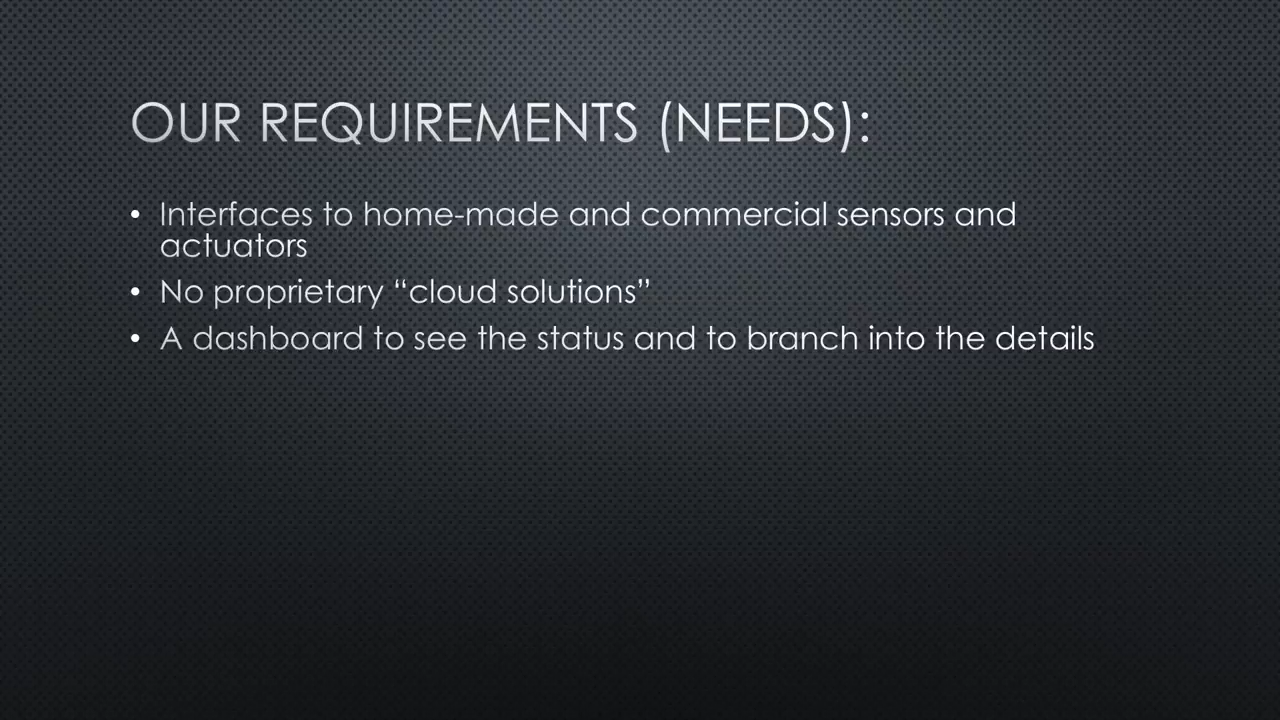 OUR REQUIREMENTS (NEEDS):
• Interfaces to home-made and commercial sensors and
actuators
• No proprietary “cloud solutions”
• A dashboard to see the status and to branch into the details